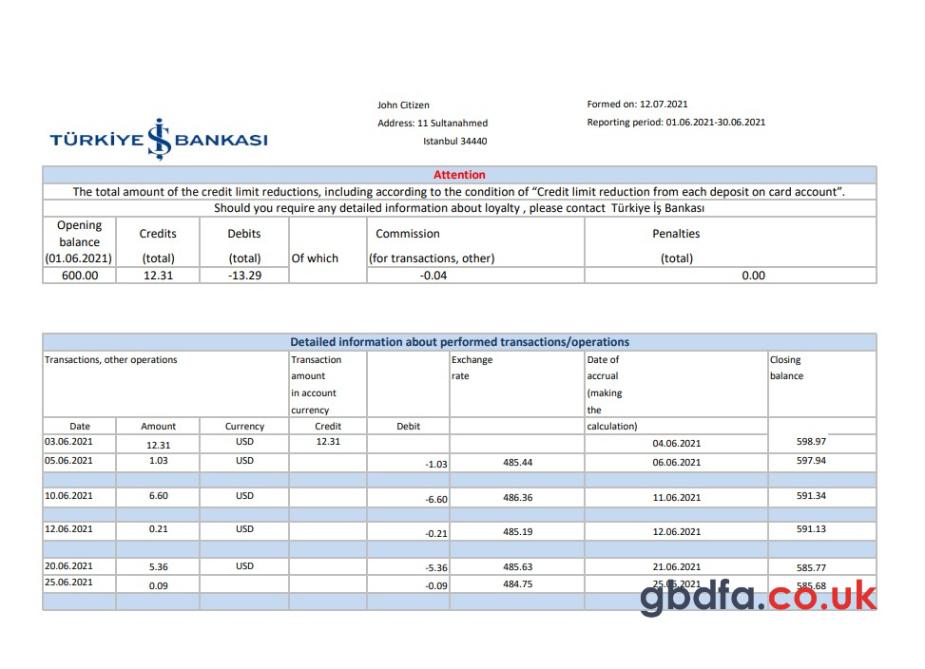 John Citizen
Formed on: 12.07.2021
Address: 11 Sultanahmed
Reporting period: 01.06.2021-30.06.2021
Istanbul 34440
TÜRKİYE İŞ BANKASI
Attention
The total amount of the credit limit reductions, including according to the condition of “Credit limit reduction from each deposit on card account”.
Should you require any detailed information about loyalty , please contact Türkiye İş Bankası
Opening balance (01.06.2021) Credits (total) Debits (total) Of which Commission (for transactions, other) Penalties (total)
600.00 12.31 -13.29 -0.04 0.00
Detailed information about performed transactions/operations
Transactions, other operations Transaction amount in account currency Exchange rate Date of accrual (making the calculation) Closing balance
Date Amount Currency Credit Debit
03.06.2021 12.31 USD 12.31 04.06.2021 598.97
05.06.2021 1.03 USD -1.03 485.44 06.06.2021 597.94
10.06.2021 6.60 USD -6.60 486.36 11.06.2021 591.34
12.06.2021 0.21 USD -0.21 485.19 12.06.2021 591.13
20.06.2021 5.36 USD -5.36 485.63 21.06.2021 585.77
25.06.2021 0.09 -0.09 484.75 25.06.2021 585.68
gbdfa.co.uk